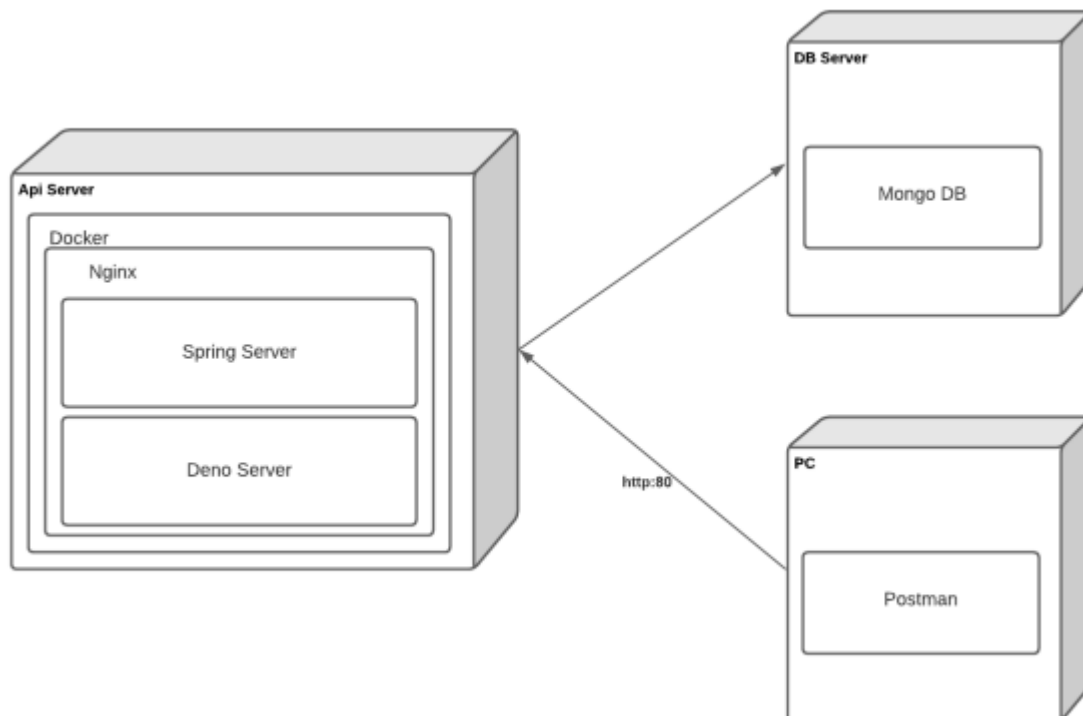 DB Server
Mongo DB
Api Server
Docker
Nginx
Spring Server
Deno Server
http:80
PC
Postman